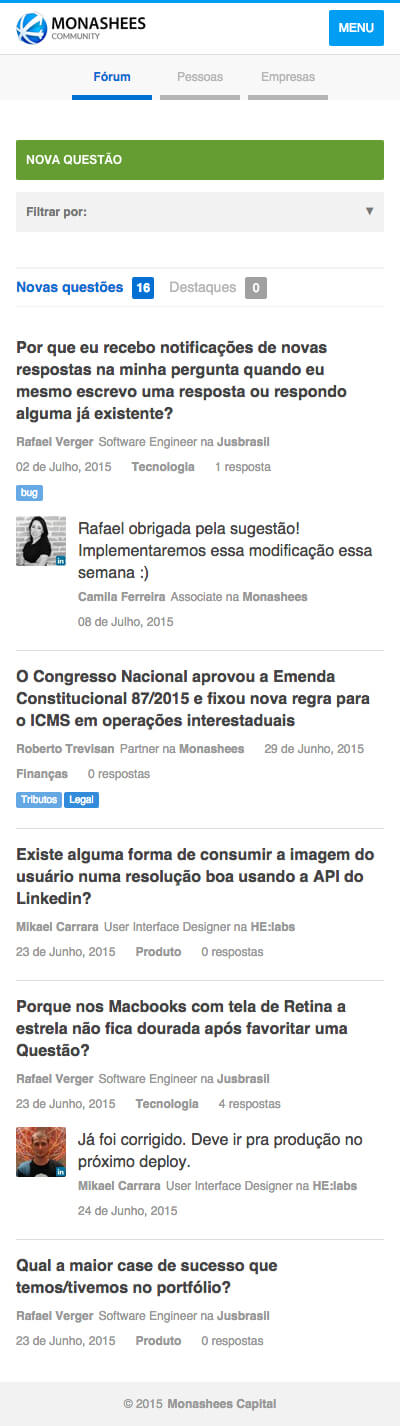 MONASHEES
COMMUNITY
MENU
Fórum Pessoas Empresas
NOVA QUESTÃO
Filtrar por:
Novas questões 16 Destaques 0
Por que eu recebo notificações de novas
respostas na minha pergunta quando eu
mesmo escrevo uma resposta ou respondo
alguma já existente?
Rafael Verger Software Engineer na Jusbrasil
02 de Julho, 2015 Tecnologia 1 resposta
bug
in
Rafael obrigada pela sugestão!
Implementaremos essa modificação essa
semana :)
Camila Ferreira Associate na Monashees
08 de Julho, 2015
O Congresso Nacional aprovou a Emenda
Constitucional 87/2015 e fixou nova regra para
o ICMS em operações interestaduais
Roberto Trevisan Partner na Monashees 29 de Junho, 2015
Finanças 0 respostas
Tributos Legal
Existe alguma forma de consumir a imagem do
usuário numa resolução boa usando a API do
Linkedin?
Mikael Carrara User Interface Designer na HE:labs
23 de Junho, 2015 Produto 0 respostas
Porque nos Macbooks com tela de Retina a
estrela não fica dourada após favoritar uma
Questão?
Rafael Verger Software Engineer na Jusbrasil
23 de Junho, 2015 Tecnologia 4 respostas
in
Já foi corrigido. Deve ir pra produção no
próximo deploy.
Mikael Carrara User Interface Designer na HE:labs
24 de Junho, 2015
Qual a maior case de sucesso que
temos/tivemos no portfólio?
Rafael Verger Software Engineer na Jusbrasil
23 de Junho, 2015 Produto 0 respostas
© 2015 Monashees Capital